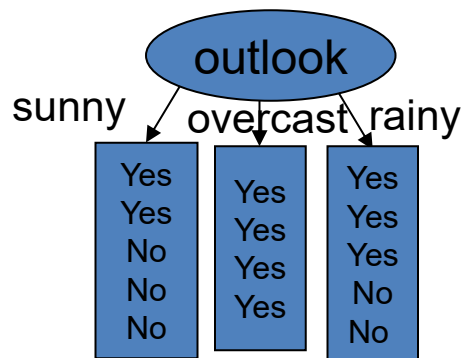 outlook
sunny
overcast
rainy
Yes
Yes
No
No
No
Yes
Yes
Yes
Yes
Yes
Yes
Yes
No
No